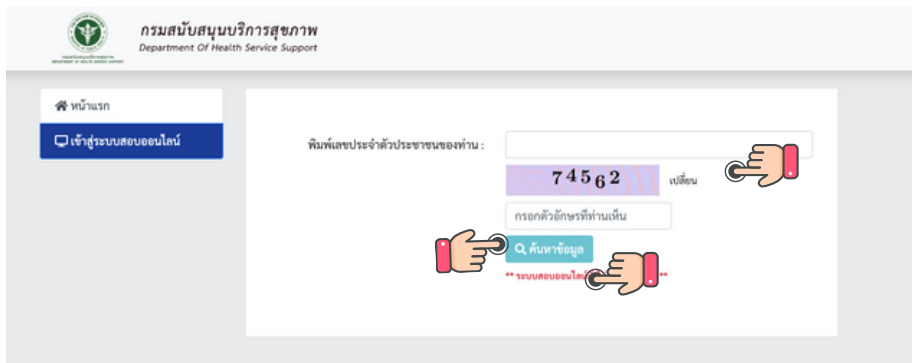 กรมสนับสนุนบริการสุขภาพ
Department Of Health Service Support
หน้าแรก
เข้าสู่ระบบสอบออนไลน์
พิมพ์เลขประจำตัวประชาชนของท่าน :
74562
เปลี่ยน
กรอกตัวอักษรที่ท่านเห็น
ค้นหาข้อมูล
** ระบบสอบออนไลน์ **